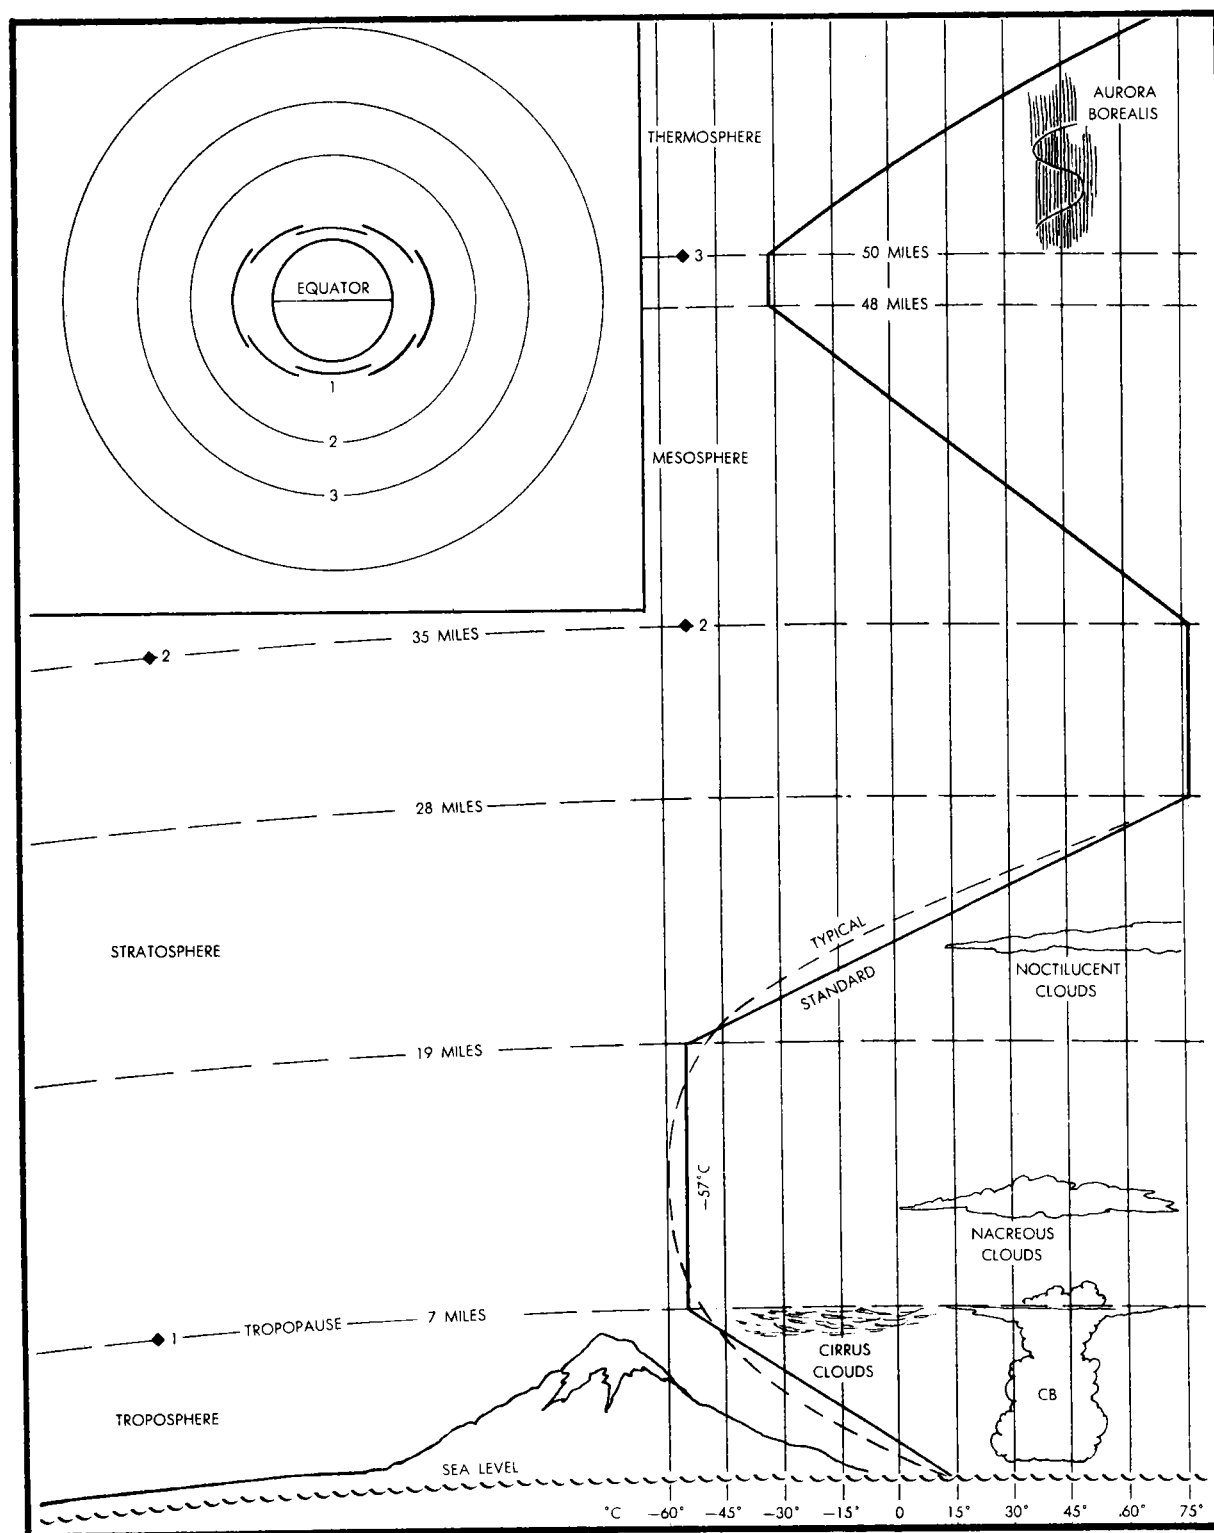 AURORA
BOREALIS
THERMOSPHERE
EQUATOR
3
50 MILES
48 MILES
1
2
3
MESOSPHERE
35 MILES
2
2
28 MILES
TYPICAL
STRATOSPHERE
STANDARD
NOCTILUCENT
CLOUDS
19 MILES
−57°C
NACREOUS
CLOUDS
1
TROPOPAUSE
7 MILES
CIRRUS
CLOUDS
CB
TROPOSPHERE
SEA LEVEL
°C −60° −45° −30° −15° 0 15° 30° 45° 60° 75°